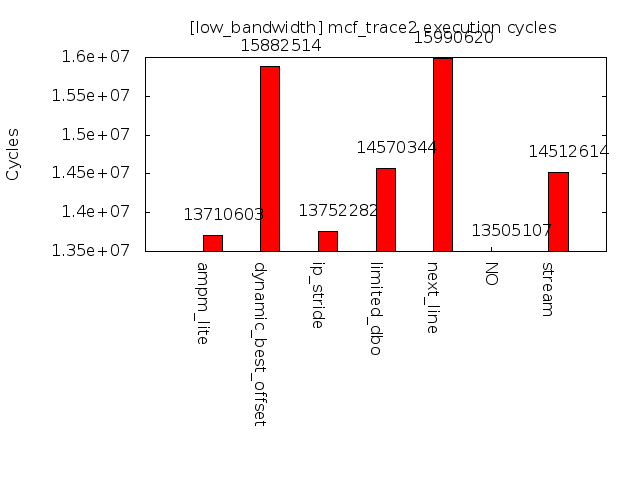 [low_bandwidth] mcf_trace2 execution cycles
15990620
15882514
1.6e+07
1.55e+07
1.5e+07
14570344
14512614
1.45e+07
13710603
13752282
1.4e+07
13505107
1.35e+07
Cycles
ampm_lite
dynamic_best_offset
ip_stride
limited_dbo
next_line
NO
stream